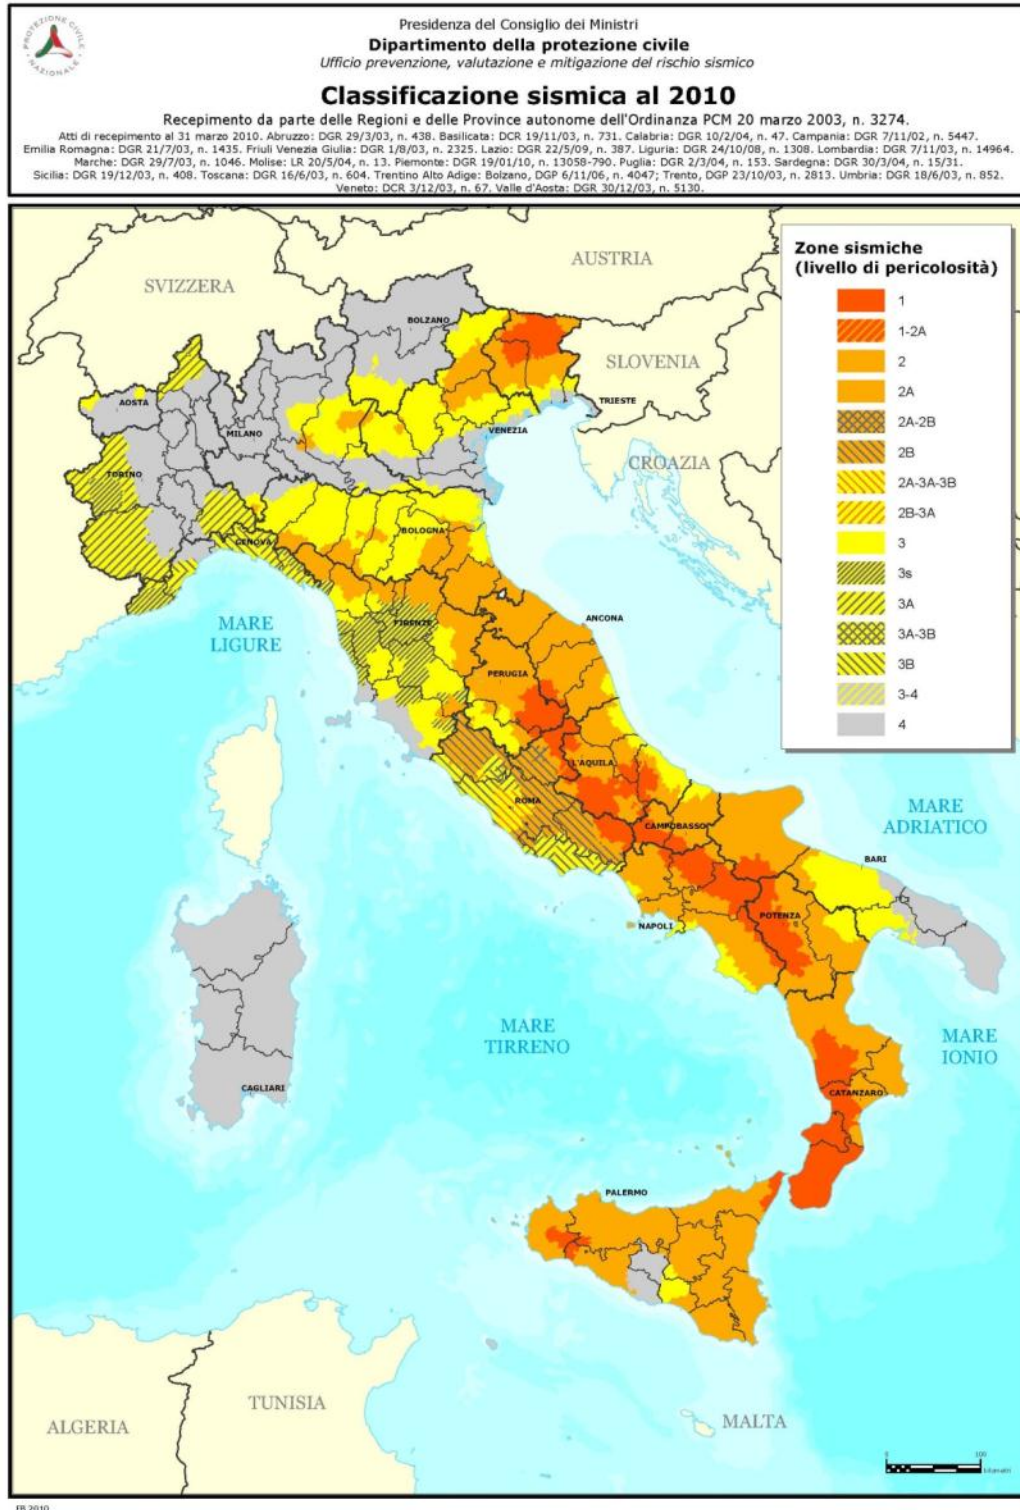 PROTEZIONE CIVILE
NAZIONALE
Presidenza del Consiglio dei Ministri
Dipartimento della protezione civile
Ufficio prevenzione, valutazione e mitigazione del rischio sismico
Classificazione sismica al 2010
Recepimento da parte delle Regioni e delle Province autonome dell'Ordinanza PCM 20 marzo 2003, n. 3274.
Atti di recepimento al 31 marzo 2010. Abruzzo: DGR 29/3/03, n. 438. Basilicata: DCR 19/11/03, n. 731. Calabria: DGR 10/2/04, n. 47. Campania: DGR 7/11/02, n. 5447.
Emilia Romagna: DGR 21/7/03, n. 1435. Friuli Venezia Giulia: DGR 1/8/03, n. 2325. Lazio: DGR 22/5/09, n. 387. Liguria: DGR 24/10/08, n. 1308. Lombardia: DGR 7/11/03, n. 14964.
Marche: DGR 29/7/03, n. 1046. Molise: LR 20/5/04, n. 13. Piemonte: DGR 19/01/10, n. 13058-790. Puglia: DGR 2/3/04, n. 153. Sardegna: DGR 30/3/04, n. 15/31.
Sicilia: DGR 19/12/03, n. 408. Toscana: DGR 16/6/03, n. 604. Trentino Alto Adige: Bolzano, DGP 6/11/06, n. 4047; Trento, DGP 23/10/03, n. 2813. Umbria: DGR 18/6/03, n. 852.
Veneto: DCR 3/12/03, n. 67. Valle d'Aosta: DGR 30/12/03, n. 5130.
Zone sismiche
(livello di pericolosità)
1
1-2A
2
2A
2A-2B
2B
2A-3A-3B
2B-3A
3
3s
3A
3A-3B
3B
3-4
4
AUSTRIA
SVIZZERA
BOLZANO
SLOVENIA
AOSTA
TRIESTE
MILANO
VENEZIA
CROAZIA
TORINO
BOLOGNA
GENOVA
MARE
LIGURE
FIRENZE
ANCONA
PERUGIA
L'AQUILA
ROMA
CAMPOBASSO
MARE
ADRIATICO
BARI
POTENZA
NAPOLI
MARE
TIRRENO
MARE
IONIO
CAGLIARI
CATANZARO
PALERMO
TUNISIA
ALGERIA
MALTA
0
100
kilometri
FB 2010